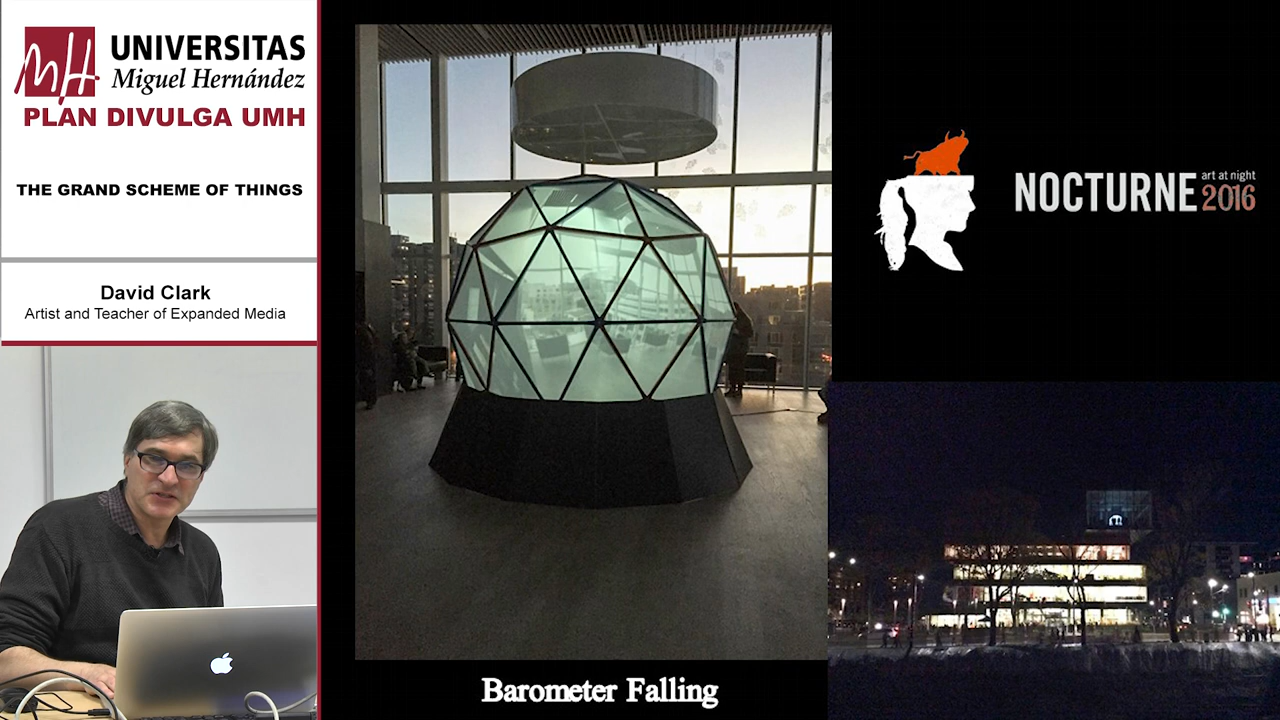 UNIVERSITAS
Miguel Hernández
PLAN DIVULGA UMH
THE GRAND SCHEME OF THINGS
David Clark
Artist and Teacher of Expanded Media
NOCTURNE art at night 2016
Barometer Falling